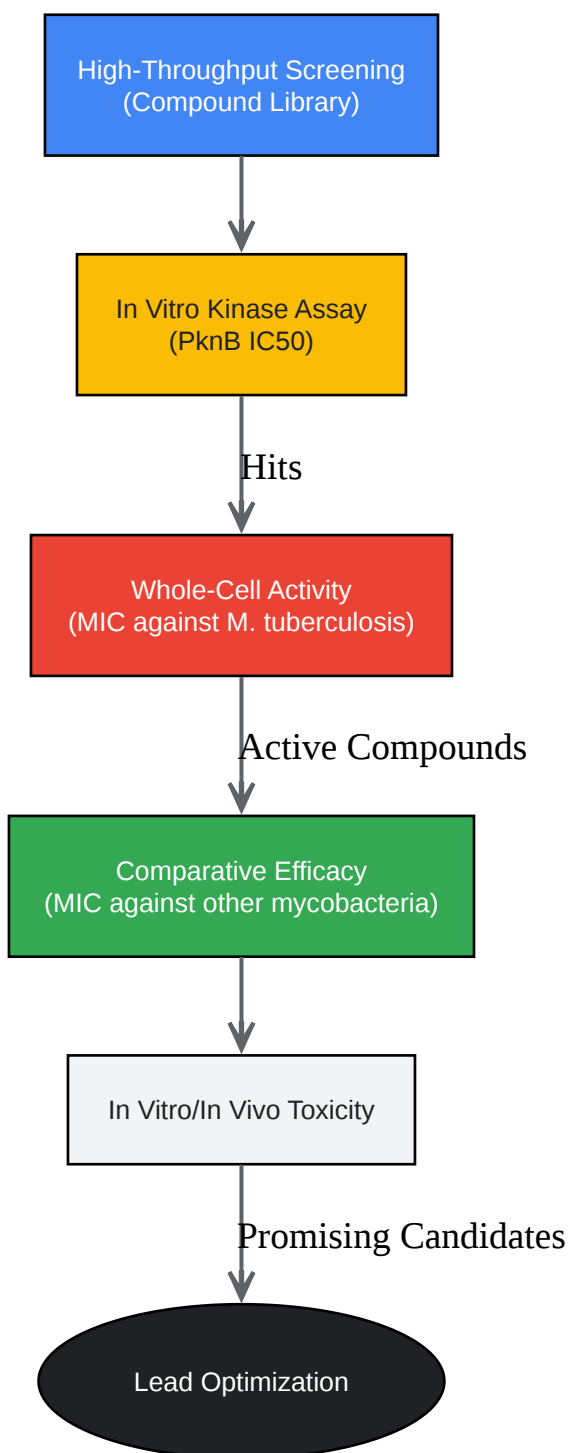 High-Throughput Screening
(Compound Library)
In Vitro Kinase Assay
(PknB IC50)
Hits
Whole-Cell Activity
(MIC against M. tuberculosis)
Active Compounds
Comparative Efficacy
(MIC against other mycobacteria)
In Vitro/In Vivo Toxicity
Promising Candidates
Lead Optimization